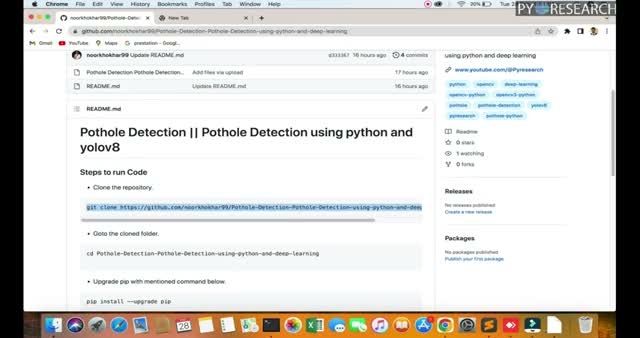 Chrome File Edit View History Bookmarks Profiles Tab Window Help
30%
PY RESEARCH
noorkhokhar99/Pothole-Detect
New Tab
github.com/noorkhokhar99/Pothole-Detection-Pothole-Detection-using-python-and-deep-learning
Gmail YouTube Maps prestation - Googl...
noorkhokhar99 Update README.md
d333367 16 hours ago 4 commits
Pothole Detection Pothole Detection... Add files via upload 17 hours ago
README.md Update README.md 16 hours ago
README.md
Pothole Detection || Pothole Detection using python and
yolov8
Steps to run Code
• Clone the repository.
git clone https://github.com/noorkhokhar99/Pothole-Detection-Pothole-Detection-using-python-and-deep
• Goto the cloned folder.
cd Pothole-Detection-Pothole-Detection-using-python-and-deep-learning
• Upgrade pip with mentioned command below.
pip install --upgrade pip
using python and deep learning
www.youtube.com/@Pyresearch
python opencv deep-learning
opencv-python opencv3-python
pothole pothole-detection yolov8
pyresearch pothole-python
Readme
0 stars
1 watching
0 forks
Releases
No releases published
Create a new release
Packages
No packages published
Publish your first package
28